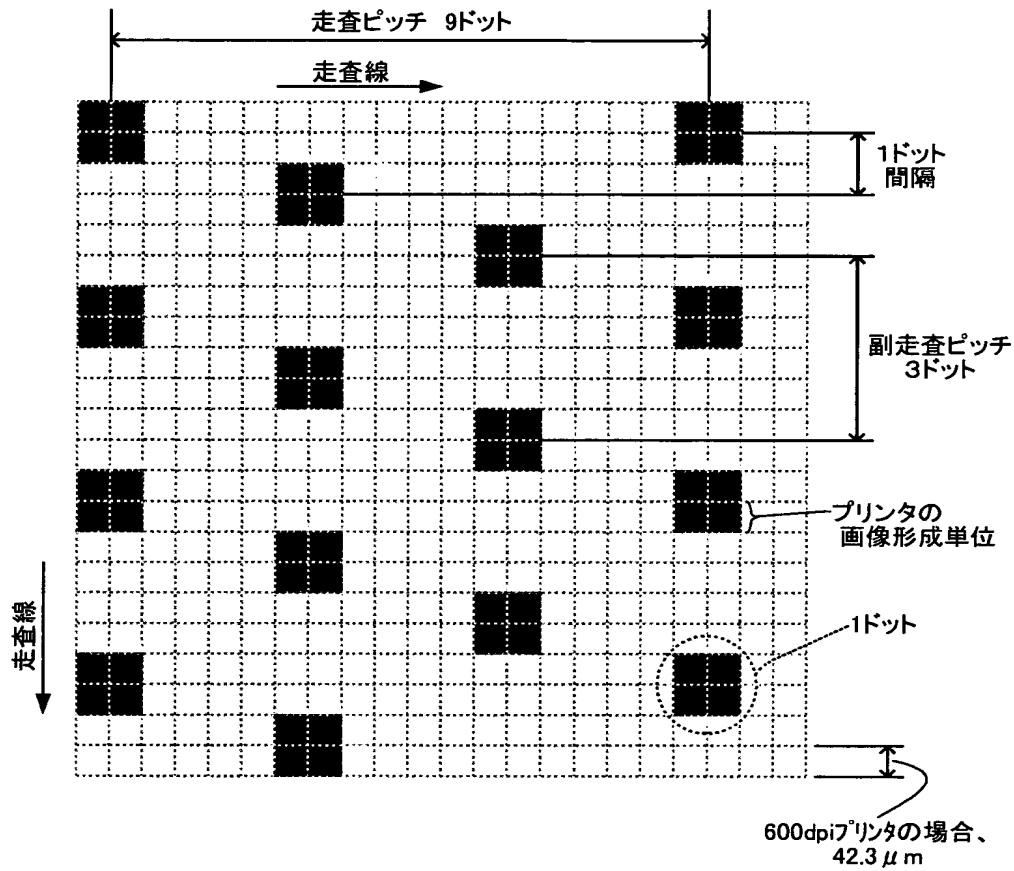 走査ピッチ 9ドット
走査線
1ドット
間隔
副走査ピッチ
3ドット
プリンタの
画像形成単位
1ドット
走査線
600dpiプリンタの場合、
42.3μm